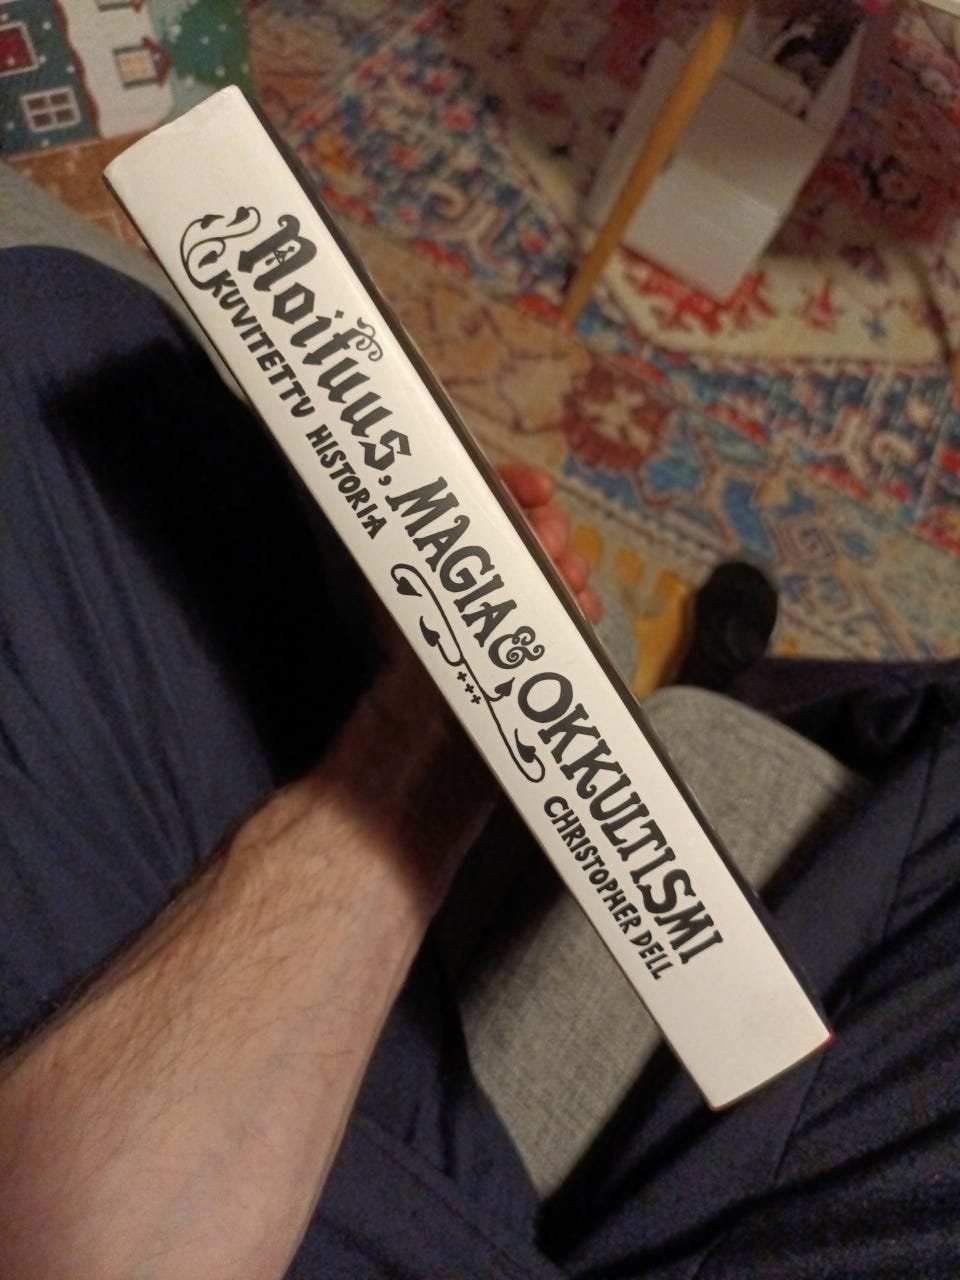 Noituus, MAGIA & OKKULTISMI
KUVITETTU HISTORIA
CHRISTOPHER DELL